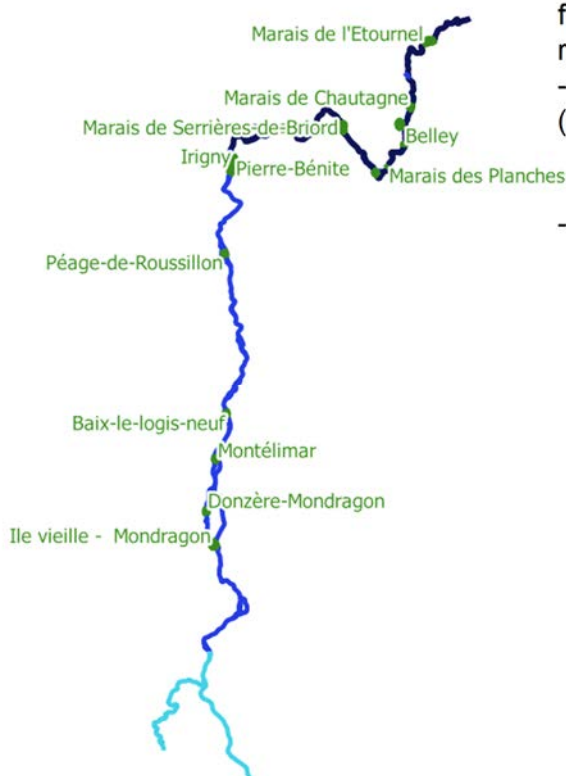 Marais de l'Etournel
Marais de Chautagne
Marais de Serrières-de-Briord
Belley
Irigny
Pierre-Bénite
Marais des Planches
Péage-de-Roussillon
Baix-le-logis-neuf
Montélimar
Donzère-Mondragon
Ile vieille - Mondragon